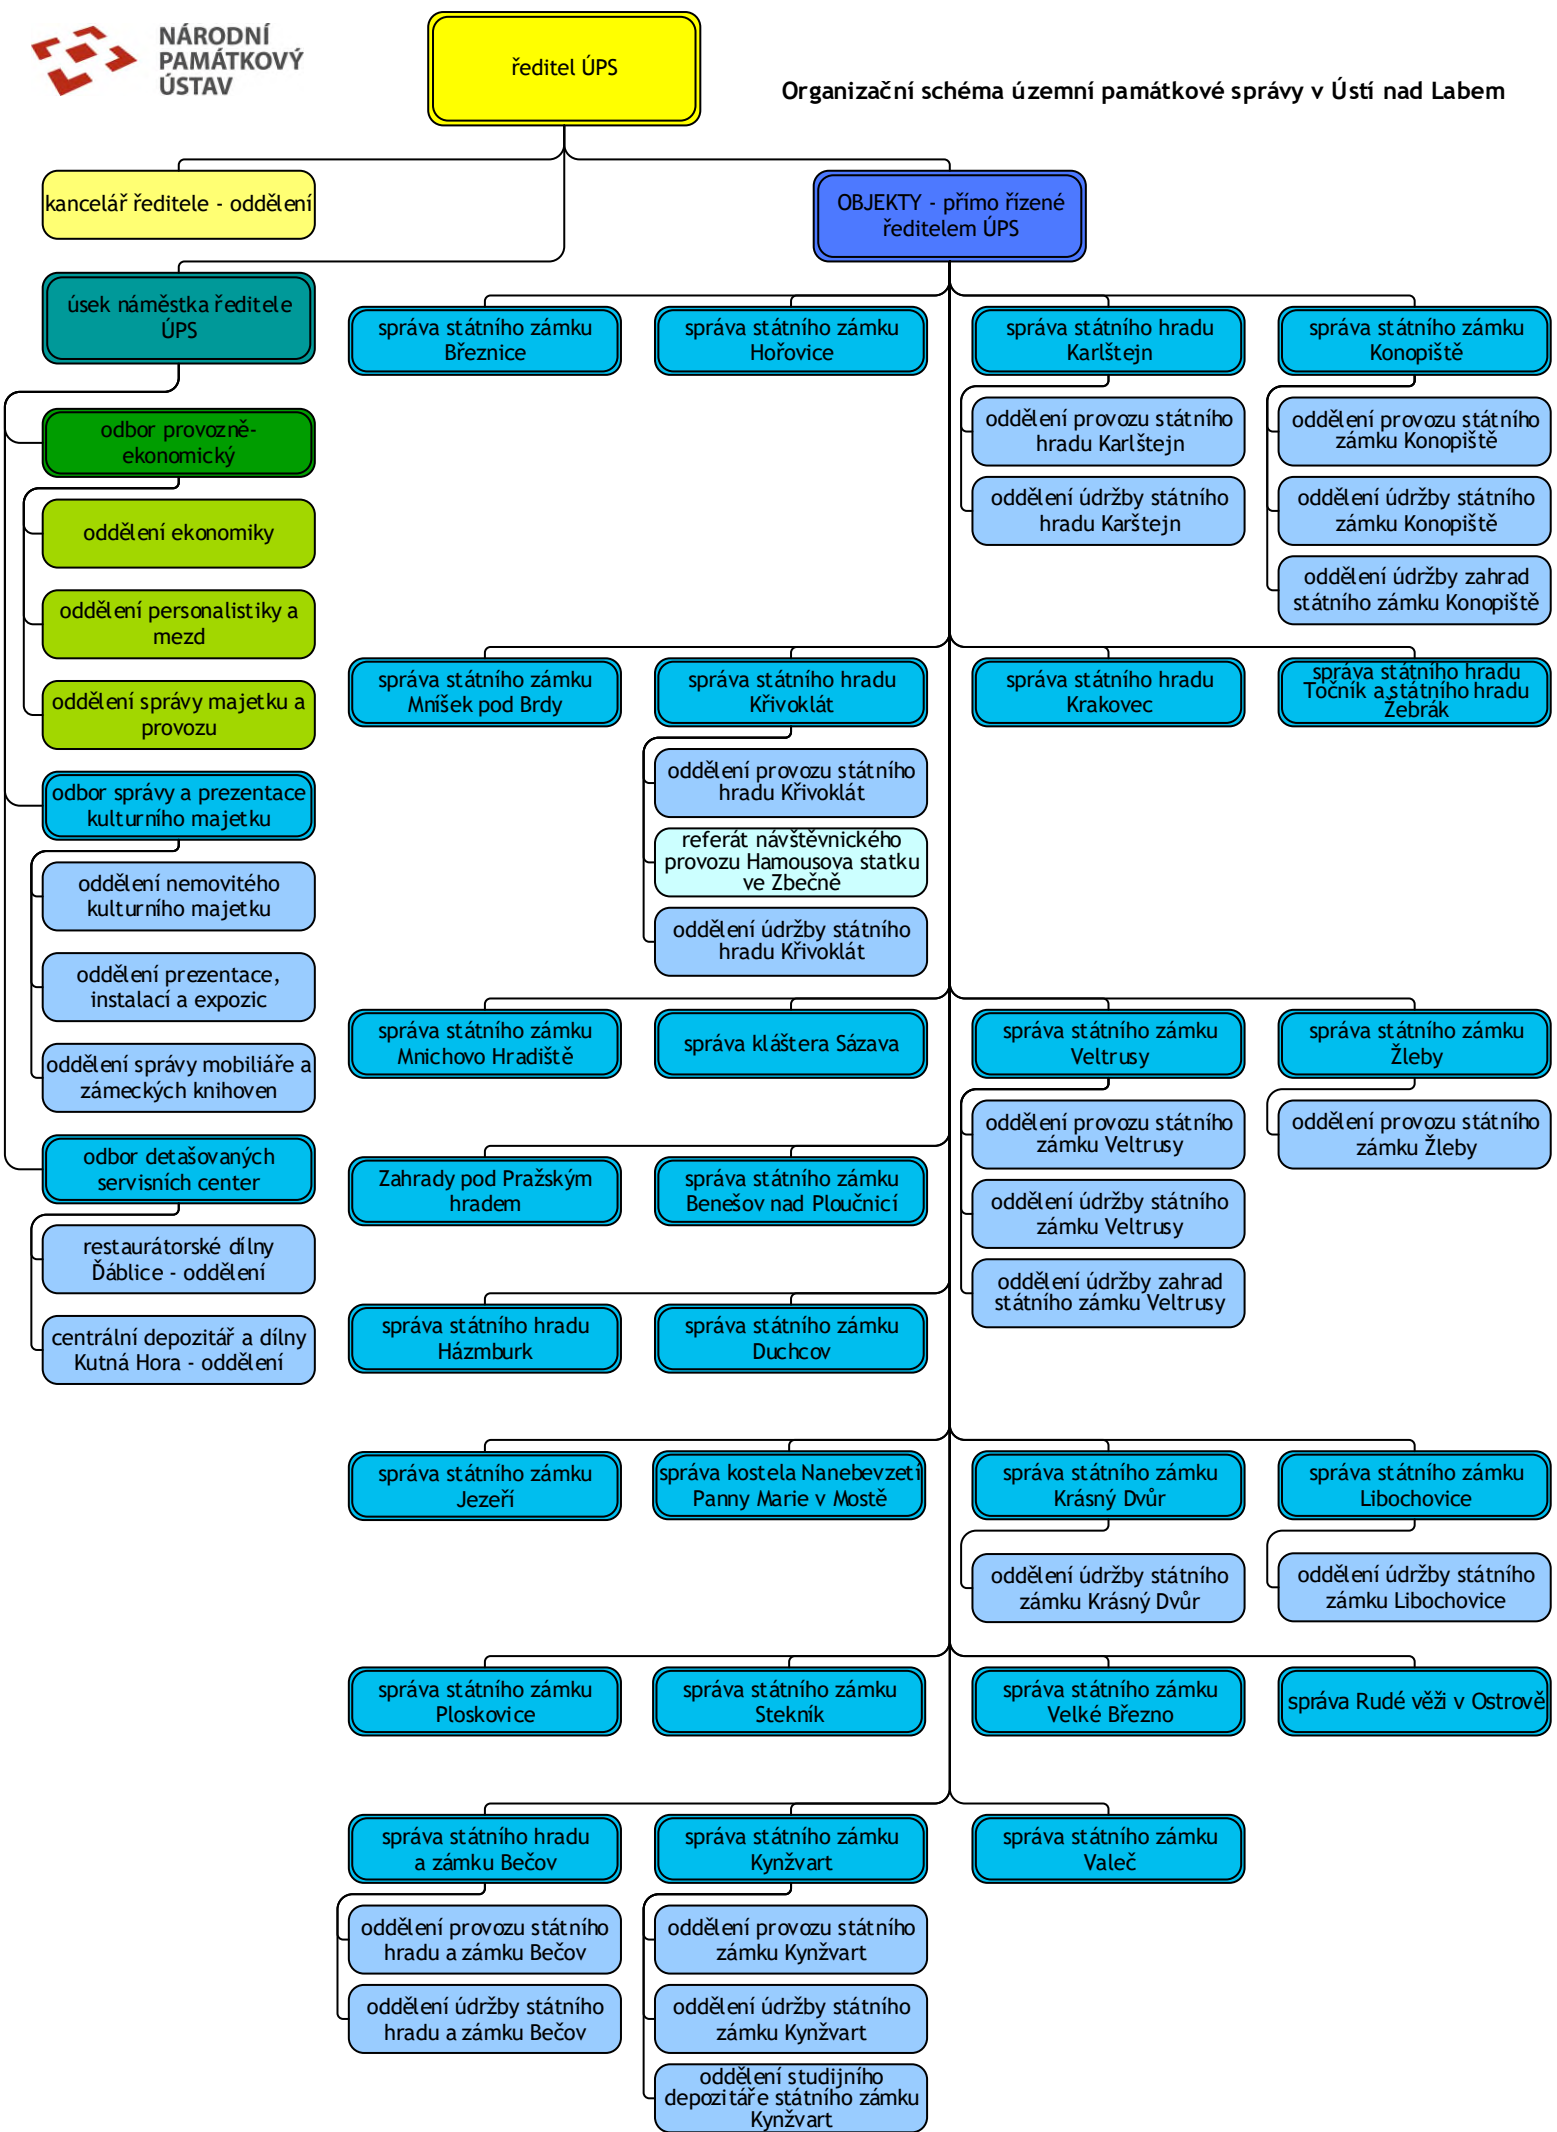 NÁRODNÍ
PAMÁTKOVÝ
ÚSTAV
ředitel ÚPS
Organizační schéma územní památkové správy v Ústí nad Labem
kancelář ředitele - oddělení
OBJEKTY - přímo řízené
ředitelem ÚPS
úsek náměstka ředitele
ÚPS
odbor provozně-
ekonomický
oddělení ekonomiky
oddělení personalistiky a
mezd
oddělení správy majetku a
provozu
odbor správy a prezentace
kulturního majetku
oddělení nemovitého
kulturního majetku
oddělení prezentace,
instalací a expozic
oddělení správy mobiliáře a
zámeckých knihoven
odbor detašovaných
servisních center
restaurátorské dílny
Ďáblice - oddělení
centrální depozitář a dílny
Kutná Hora - oddělení
správa státního zámku
Březnice
správa státního zámku
Hořovice
správa státního hradu
Karlštejn
oddělení provozu státního
hradu Karlštejn
oddělení údržby státního
hradu Karštejn
správa státního zámku
Konopiště
oddělení provozu státního
zámku Konopiště
oddělení údržby státního
zámku Konopiště
oddělení údržby zahrad
státního zámku Konopiště
správa státního zámku
Mníšek pod Brdy
správa státního hradu
Křivoklát
oddělení provozu státního
hradu Křivoklát
referát návštěvnického
provozu Hamousova statku
ve Zbečně
oddělení údržby státního
hradu Křivoklát
správa státního hradu
Krakovec
správa státního hradu
Točník a státního hradu
Žebrák
správa státního zámku
Mnichovo Hradiště
správa kláštera Sázava
správa státního zámku
Veltrusy
oddělení provozu státního
zámku Veltrusy
oddělení údržby státního
zámku Veltrusy
oddělení údržby zahrad
státního zámku Veltrusy
správa státního zámku
Žleby
oddělení provozu státního
zámku Žleby
Zahrady pod Pražským
hradem
správa státního zámku
Benešov nad Ploučnicí
správa státního hradu
Házmburk
správa státního zámku
Duchcov
správa státního zámku
Jezeří
správa kostela Nanebevzetí
Panny Marie v Mostě
správa státního zámku
Krásný Dvůr
oddělení údržby státního
zámku Krásný Dvůr
správa státního zámku
Libochovice
oddělení údržby státního
zámku Libochovice
správa státního zámku
Ploskovice
správa státního zámku
Stekník
správa státního zámku
Velké Březno
správa Rudé věži v Ostrově
správa státního hradu
a zámku Bečov
oddělení provozu státního
hradu a zámku Bečov
oddělení údržby státního
hradu a zámku Bečov
správa státního zámku
Kynžvart
oddělení provozu státního
zámku Kynžvart
oddělení údržby státního
zámku Kynžvart
oddělení studijního
depozitáře státního zámku
Kynžvart
správa státního zámku
Valeč